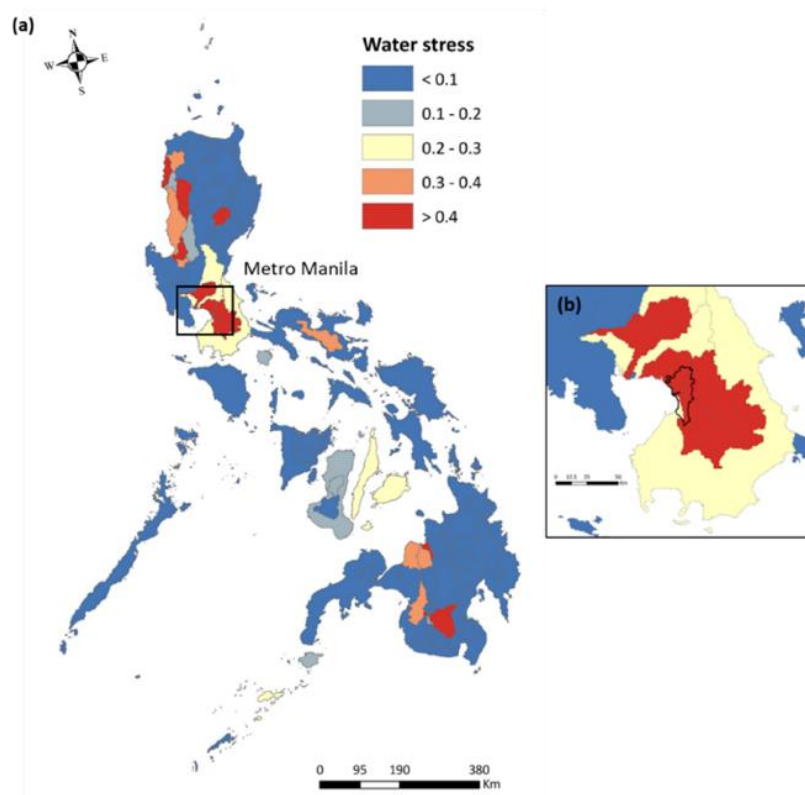 (a)
N
W E
S
Water stress
< 0.1
0.1 - 0.2
0.2 - 0.3
0.3 - 0.4
> 0.4
Metro Manila
(b)
0 95 190 380
Km